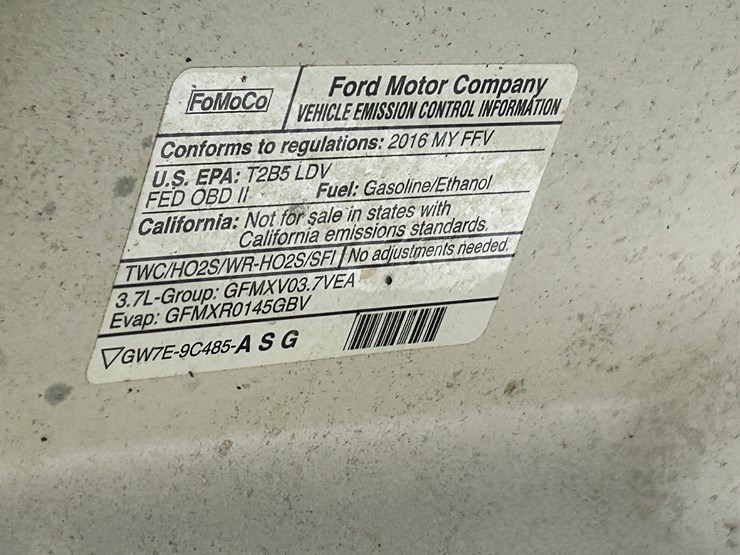 FoMoCo
Ford Motor Company
VEHICLE EMISSION CONTROL INFORMATION
Conforms to regulations: 2016 MY FFV
U.S. EPA: T2B5 LDV
FED OBD II Fuel: Gasoline/Ethanol
California: Not for sale in states with
California emissions standards.
TWC/HO2S/WR-HO2S/SFI No adjustments needed.
3.7L-Group: GFMXV03.7VEA
Evap: GFMXR0145GBV
GW7E-9C485-A S G